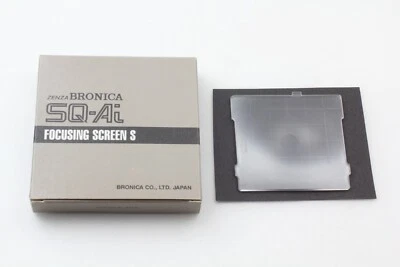 ZENZA BRONICA
SQ-Ai
FOCUSING SCREEN S
BRONICA CO., LTD. JAPAN